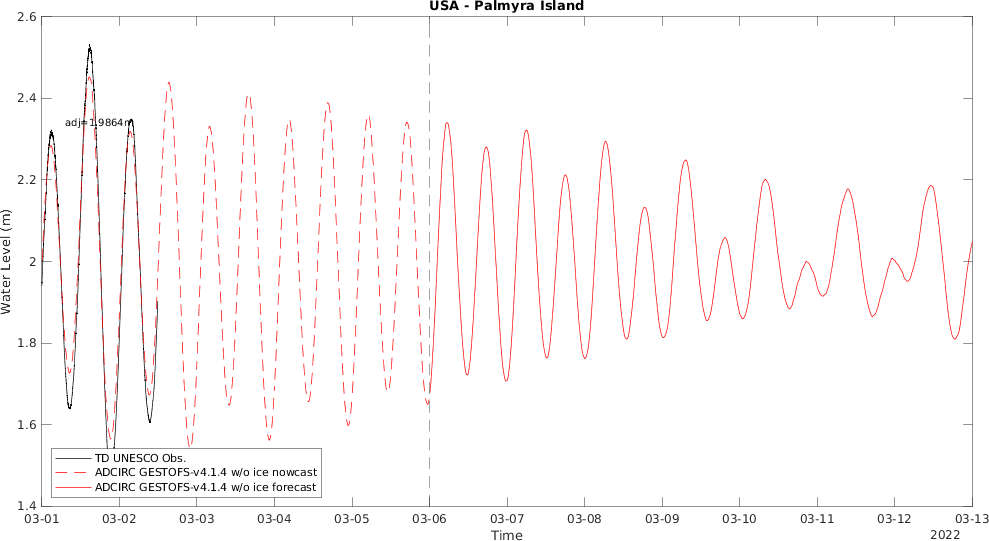 USA - Palmyra Island
2.6
2.4
2.2
2
1.8
1.6
1.4
Water Level (m)
adj=1.9864m
TD UNESCO Obs.
ADCIRC GESTOFS-v4.1.4 w/o ice nowcast
ADCIRC GESTOFS-v4.1.4 w/o ice forecast
03-01 03-02 03-03 03-04 03-05 03-06 03-07 03-08 03-09 03-10 03-11 03-12 03-13
Time
2022